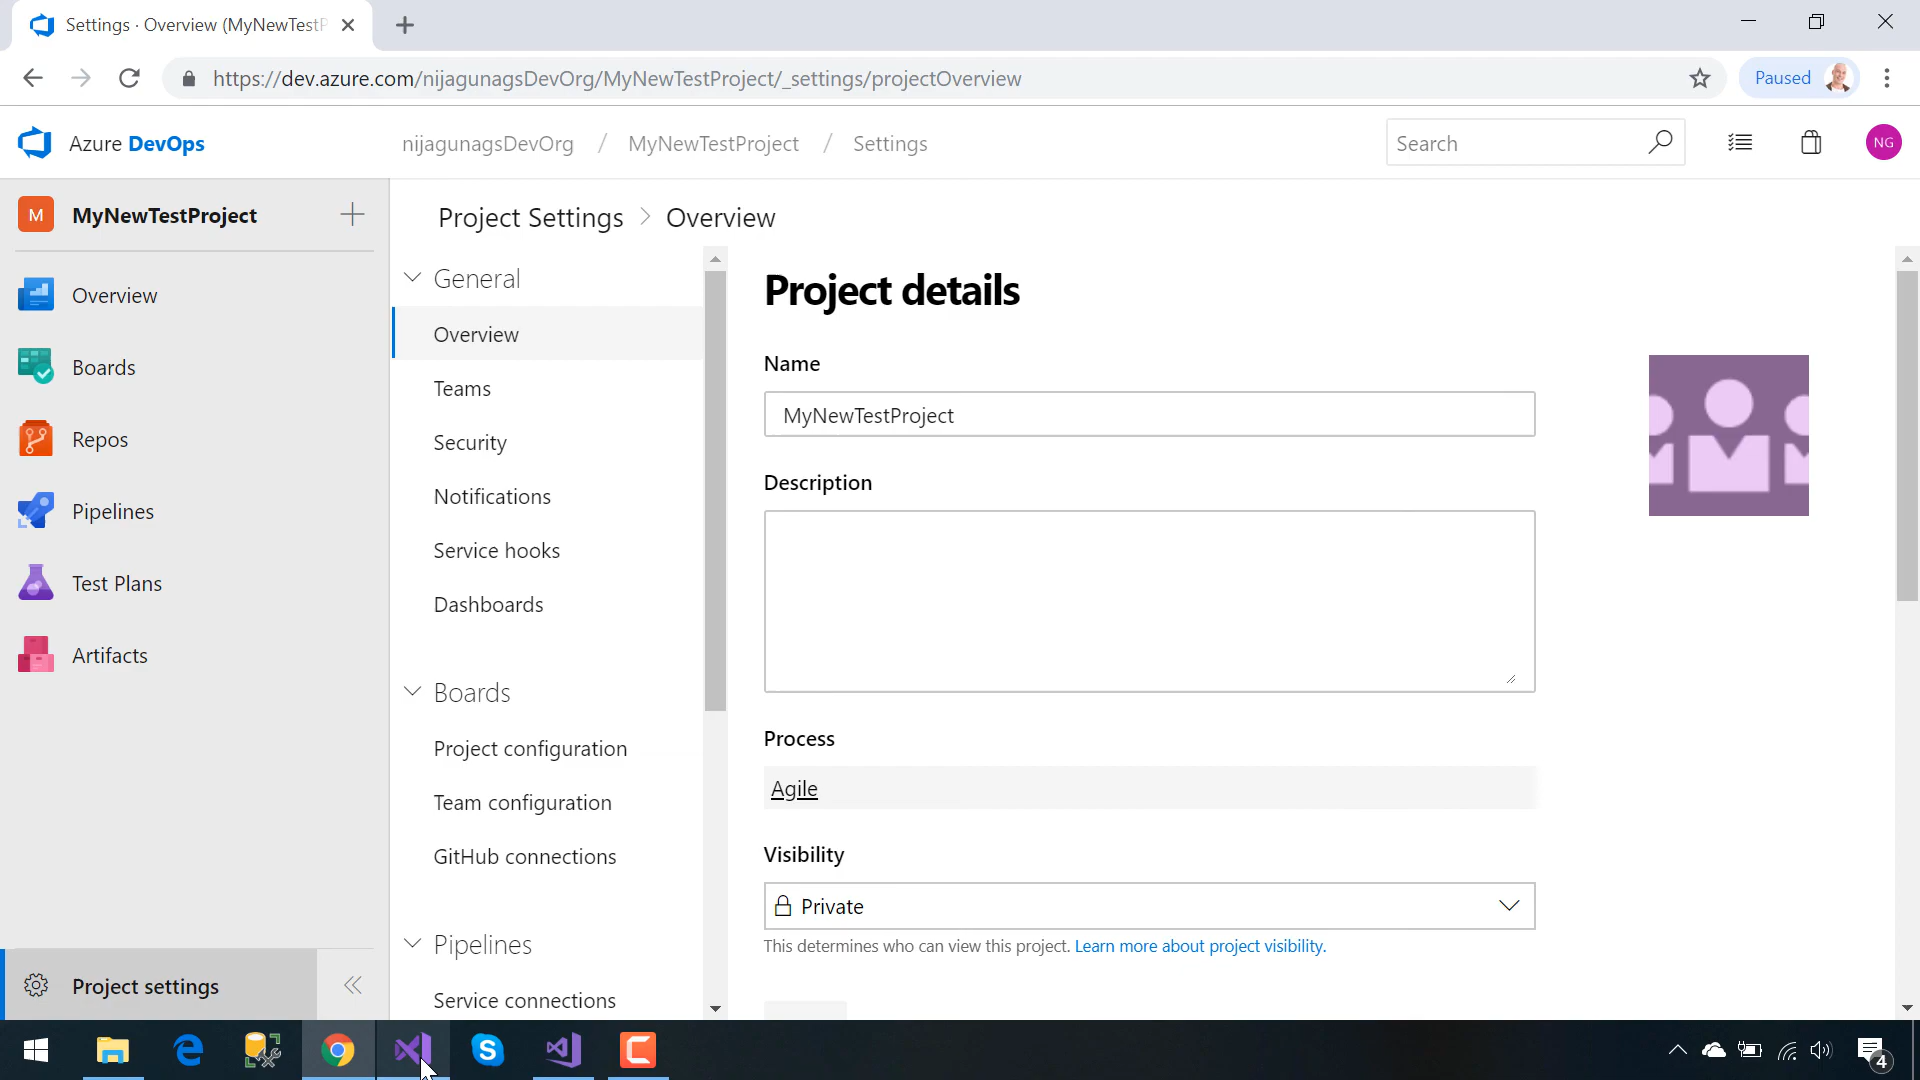 Settings · Overview (MyNewTestP
https://dev.azure.com/nijagunagsDevOrg/MyNewTestProject/_settings/projectOverview
Paused
Azure DevOps
nijagunagsDevOrg / MyNewTestProject / Settings
Search
NG
M MyNewTestProject
Overview
Boards
Repos
Pipelines
Test Plans
Artifacts
Project settings
Project Settings > Overview
General
Overview
Teams
Security
Notifications
Service hooks
Dashboards
Boards
Project configuration
Team configuration
GitHub connections
Pipelines
Service connections
Project details
Name
MyNewTestProject
Description
Process
Agile
Visibility
Private
This determines who can view this project. Learn more about project visibility.
4